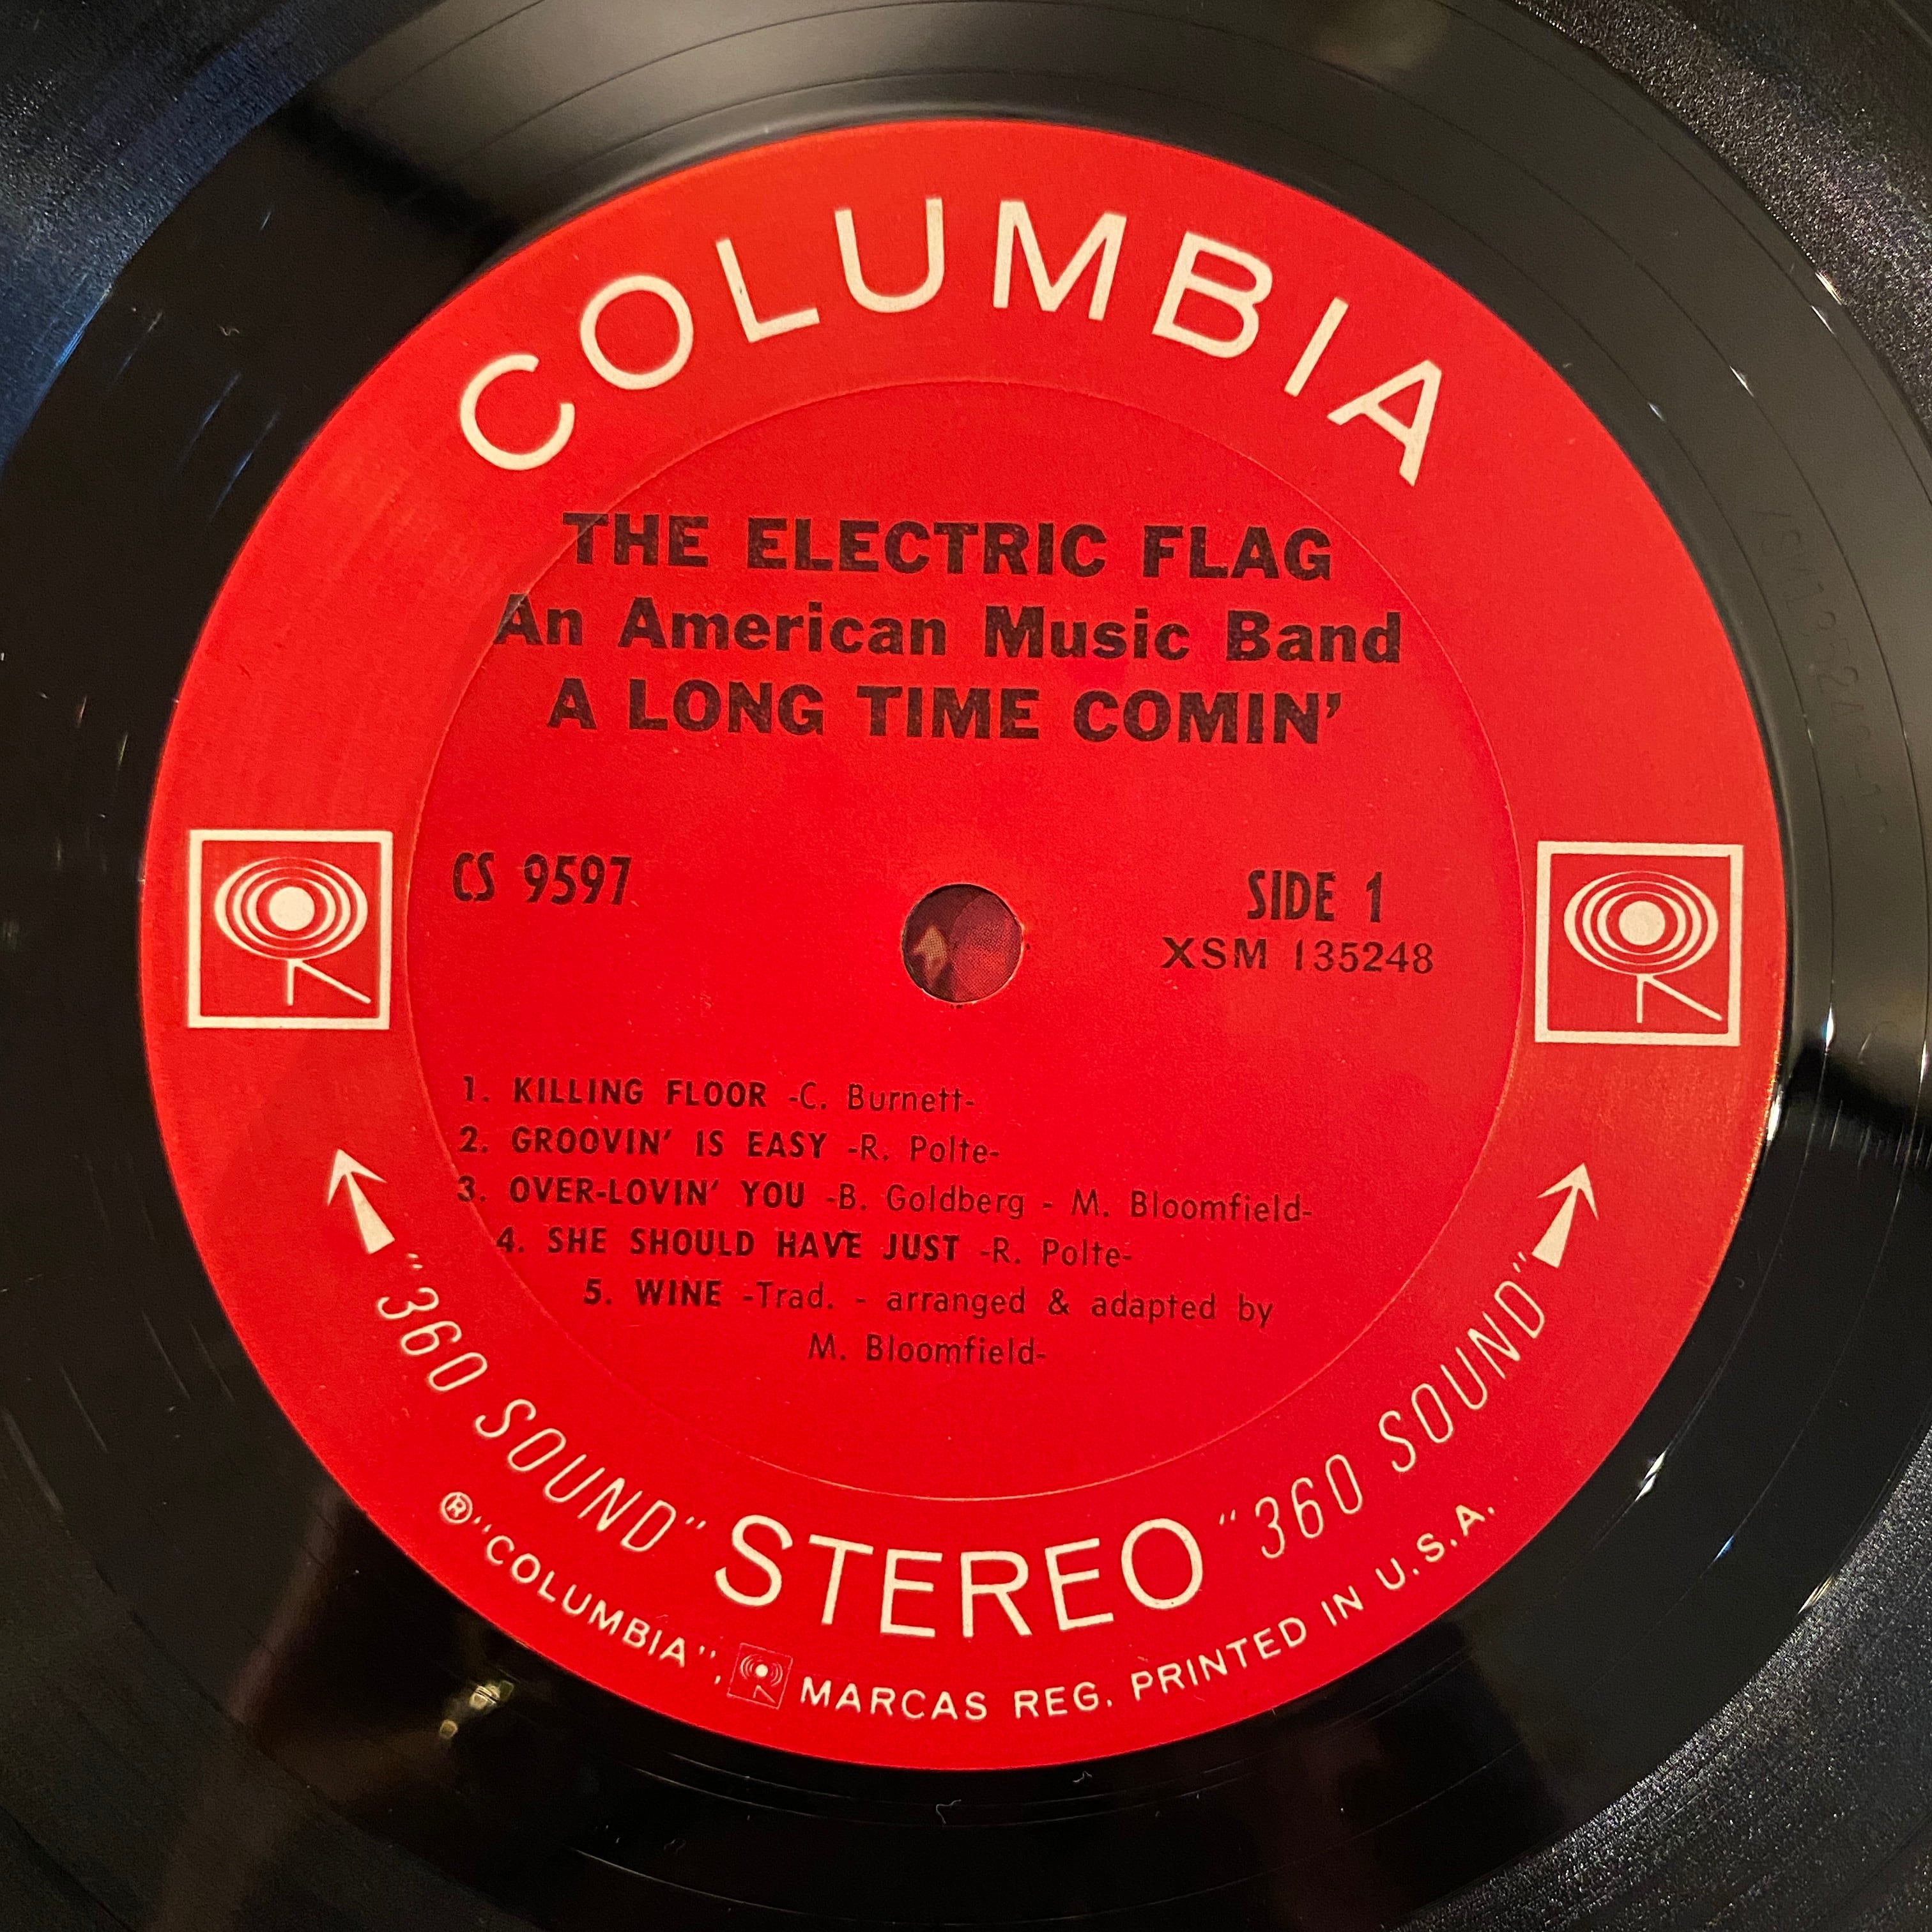 COLUMBIA
THE ELECTRIC FLAG
An American Music Band
A LONG TIME COMIN'
CS 9597
SIDE 1
XSM 135248
1. KILLING FLOOR -C. Burnett-
2. GROOVIN' IS EASY -R. Polte-
3. OVER-LOVIN' YOU -B. Goldberg - M. Bloomfield-
4. SHE SHOULD HAVE JUST -R. Polte-
5. WINE -Trad. - arranged & adapted by
M. Bloomfield-
"360 SOUND" STEREO "360 SOUND"
® "COLUMBIA", MARCAS REG. PRINTED IN U.S.A.